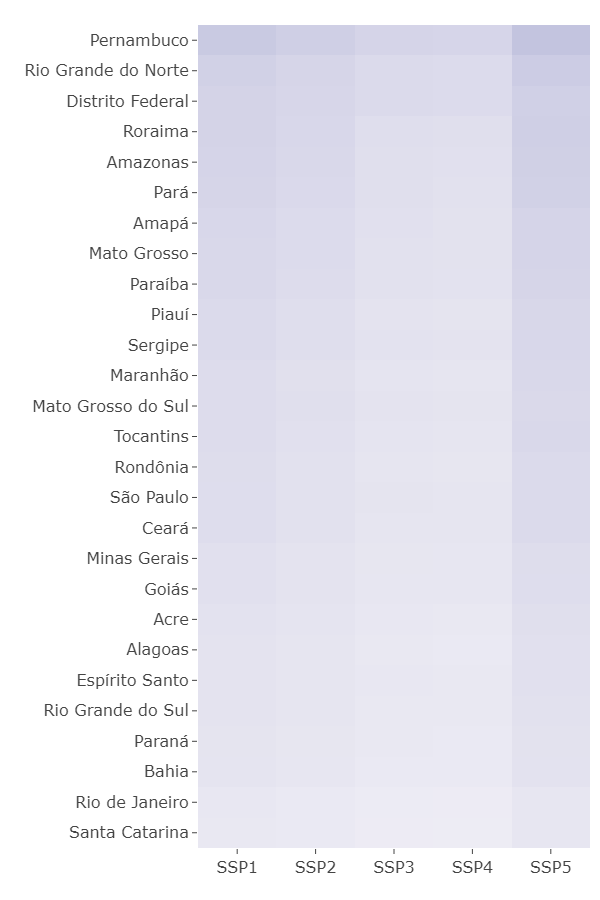 Pernambuco
Rio Grande do Norte
Distrito Federal
Roraima
Amazonas
Pará
Amapá
Mato Grosso
Paraíba
Piauí
Sergipe
Maranhão
Mato Grosso do Sul
Tocantins
Rondônia
São Paulo
Ceará
Minas Gerais
Goiás
Acre
Alagoas
Espírito Santo
Rio Grande do Sul
Paraná
Bahia
Rio de Janeiro
Santa Catarina
SSP1 SSP2 SSP3 SSP4 SSP5